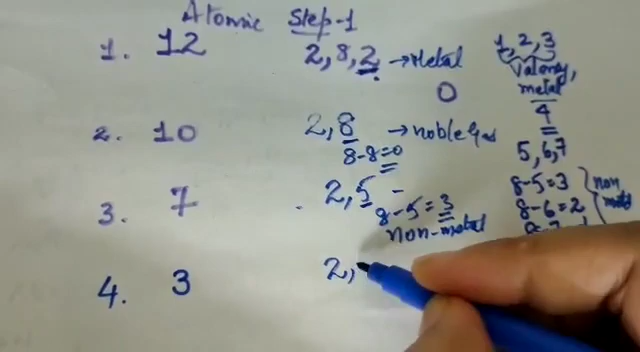 Atomic Step-1
1. 12 2, 8, 2 → Metal
0
2. 10 2, 8 → noble Gas
8-8=0
3. 7 2, 5 -
8-5=3
non-metal
4. 3 2,
1, 2, 3
Valency,
metal
4
5, 6, 7
8-5=3
8-6=2
non